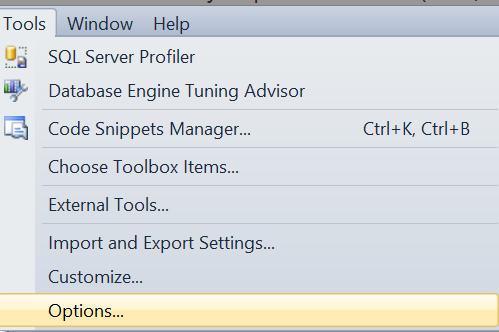 Tools Window Help
SQL Server Profiler
Database Engine Tuning Advisor
Code Snippets Manager... Ctrl+K, Ctrl+B
Choose Toolbox Items...
External Tools...
Import and Export Settings...
Customize...
Options...